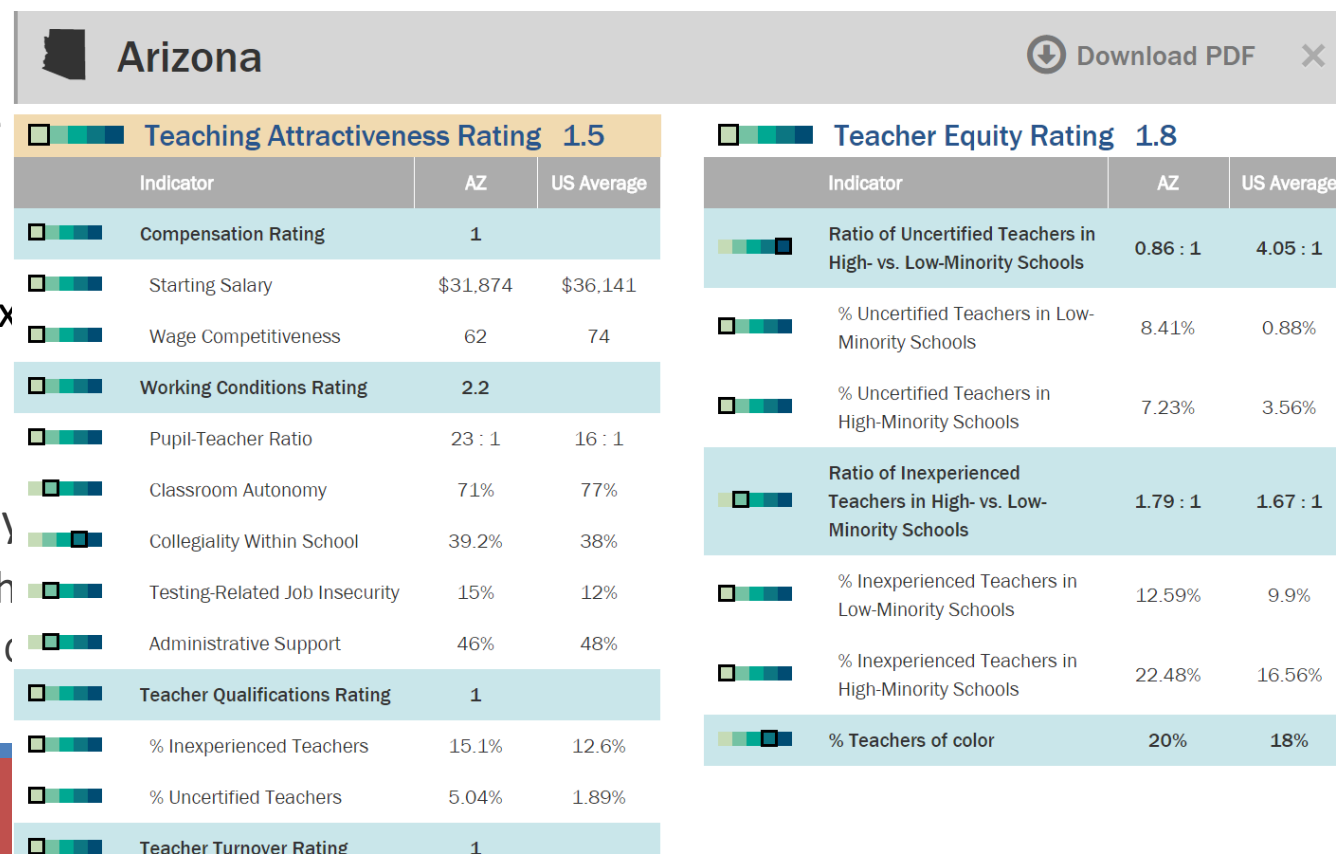 Arizona
Download PDF
Teaching Attractiveness Rating 1.5
Indicator AZ US Average
Compensation Rating 1
Starting Salary $31,874 $36,141
Wage Competitiveness 62 74
Working Conditions Rating 2.2
Pupil-Teacher Ratio 23 : 1 16 : 1
Classroom Autonomy 71% 77%
Collegiality Within School 39.2% 38%
Testing-Related Job Insecurity 15% 12%
Administrative Support 46% 48%
Teacher Qualifications Rating 1
% Inexperienced Teachers 15.1% 12.6%
% Uncertified Teachers 5.04% 1.89%
Teacher Turnover Rating 1
Teacher Equity Rating 1.8
Indicator AZ US Average
Ratio of Uncertified Teachers in
High- vs. Low-Minority Schools 0.86 : 1 4.05 : 1
% Uncertified Teachers in Low-
Minority Schools 8.41% 0.88%
% Uncertified Teachers in
High-Minority Schools 7.23% 3.56%
Ratio of Inexperienced
Teachers in High- vs. Low- 1.79 : 1 1.67 : 1
Minority Schools
% Inexperienced Teachers in
Low-Minority Schools 12.59% 9.9%
% Inexperienced Teachers in
High-Minority Schools 22.48% 16.56%
% Teachers of color 20% 18%